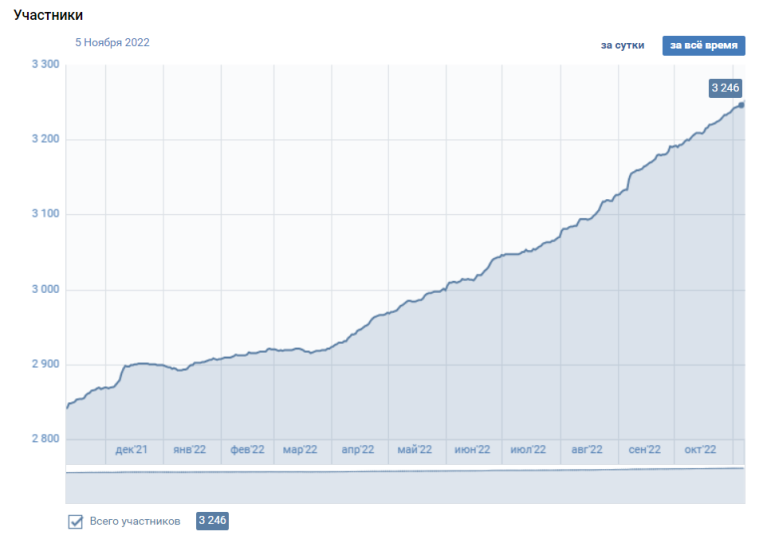 Участники
5 Ноября 2022
за сутки
за всё время
3 300
3 246
3 200
3 100
3 000
2 900
2 800
дек'21 янв'22 фев'22 мар'22 апр'22 май'22 июн'22 июл'22 авг'22 сен'22 окт'22
Всего участников 3 246